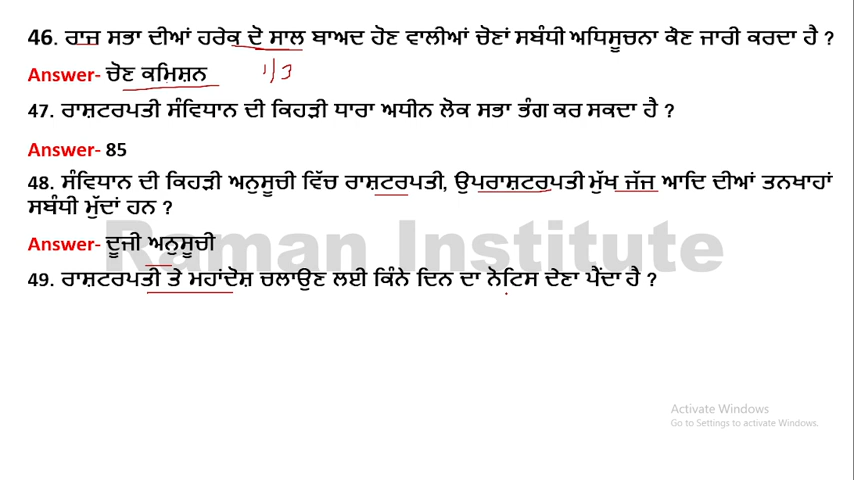 46. ਰਾਜ ਸਭਾ ਦੀਆਂ ਹਰੇਕ ਦੋ ਸਾਲ ਬਾਅਦ ਹੋਣ ਵਾਲੀਆਂ ਚੋਣਾਂ ਸਬੰਧੀ ਅਧਿਸੂਚਨਾ ਕੋਣ ਜਾਰੀ ਕਰਦਾ ਹੈ ?
Answer- ਚੋਣ ਕਮਿਸ਼ਨ 1/3
47. ਰਾਸ਼ਟਰਪਤੀ ਸੰਵਿਧਾਨ ਦੀ ਕਿਹੜੀ ਧਾਰਾ ਅਧੀਨ ਲੋਕ ਸਭਾ ਭੰਗ ਕਰ ਸਕਦਾ ਹੈ ?
Answer- 85
48. ਸੰਵਿਧਾਨ ਦੀ ਕਿਹੜੀ ਅਨੁਸੂਚੀ ਵਿੱਚ ਰਾਸ਼ਟਰਪਤੀ, ਉਪਰਾਸ਼ਟਰਪਤੀ ਮੁੱਖ ਜੱਜ ਆਦਿ ਦੀਆਂ ਤਨਖਾਹਾਂ
ਸਬੰਧੀ ਮੁੱਦਾਂ ਹਨ ?
Answer- ਦੂਜੀ ਅਨੁਸੂਚੀ
Raman Institute
49. ਰਾਸ਼ਟਰਪਤੀ ਤੇ ਮਹਾਂਦੋਸ਼ ਚਲਾਉਣ ਲਈ ਕਿੰਨੇ ਦਿਨ ਦਾ ਨੋਟਿਸ ਦੇਣਾ ਪੈਂਦਾ ਹੈ ?
Activate Windows
Go to Settings to activate Windows.